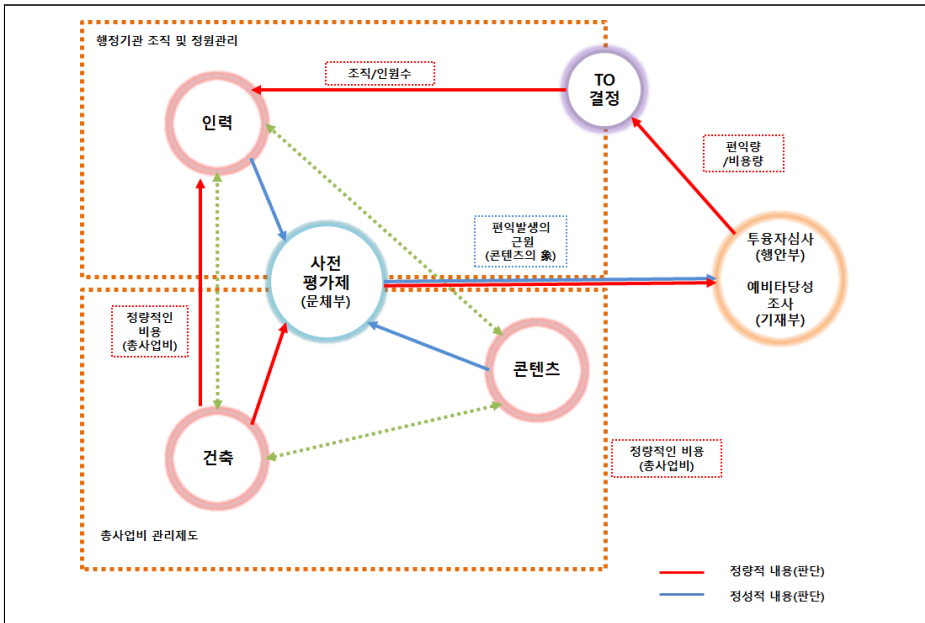 행정기관 조직 및 정원관리
조직/인원수
TO
결정
인력
편익량
/비용량
편익발생의
근원
(콘텐츠의 象)
사전
평가제
(문체부)
투융자심사
(행안부)
예비타당성
조사
(기재부)
정량적인
비용
(총사업비)
콘텐츠
건축
정량적인 비용
(총사업비)
총사업비 관리제도
정량적 내용(판단)
정성적 내용(판단)